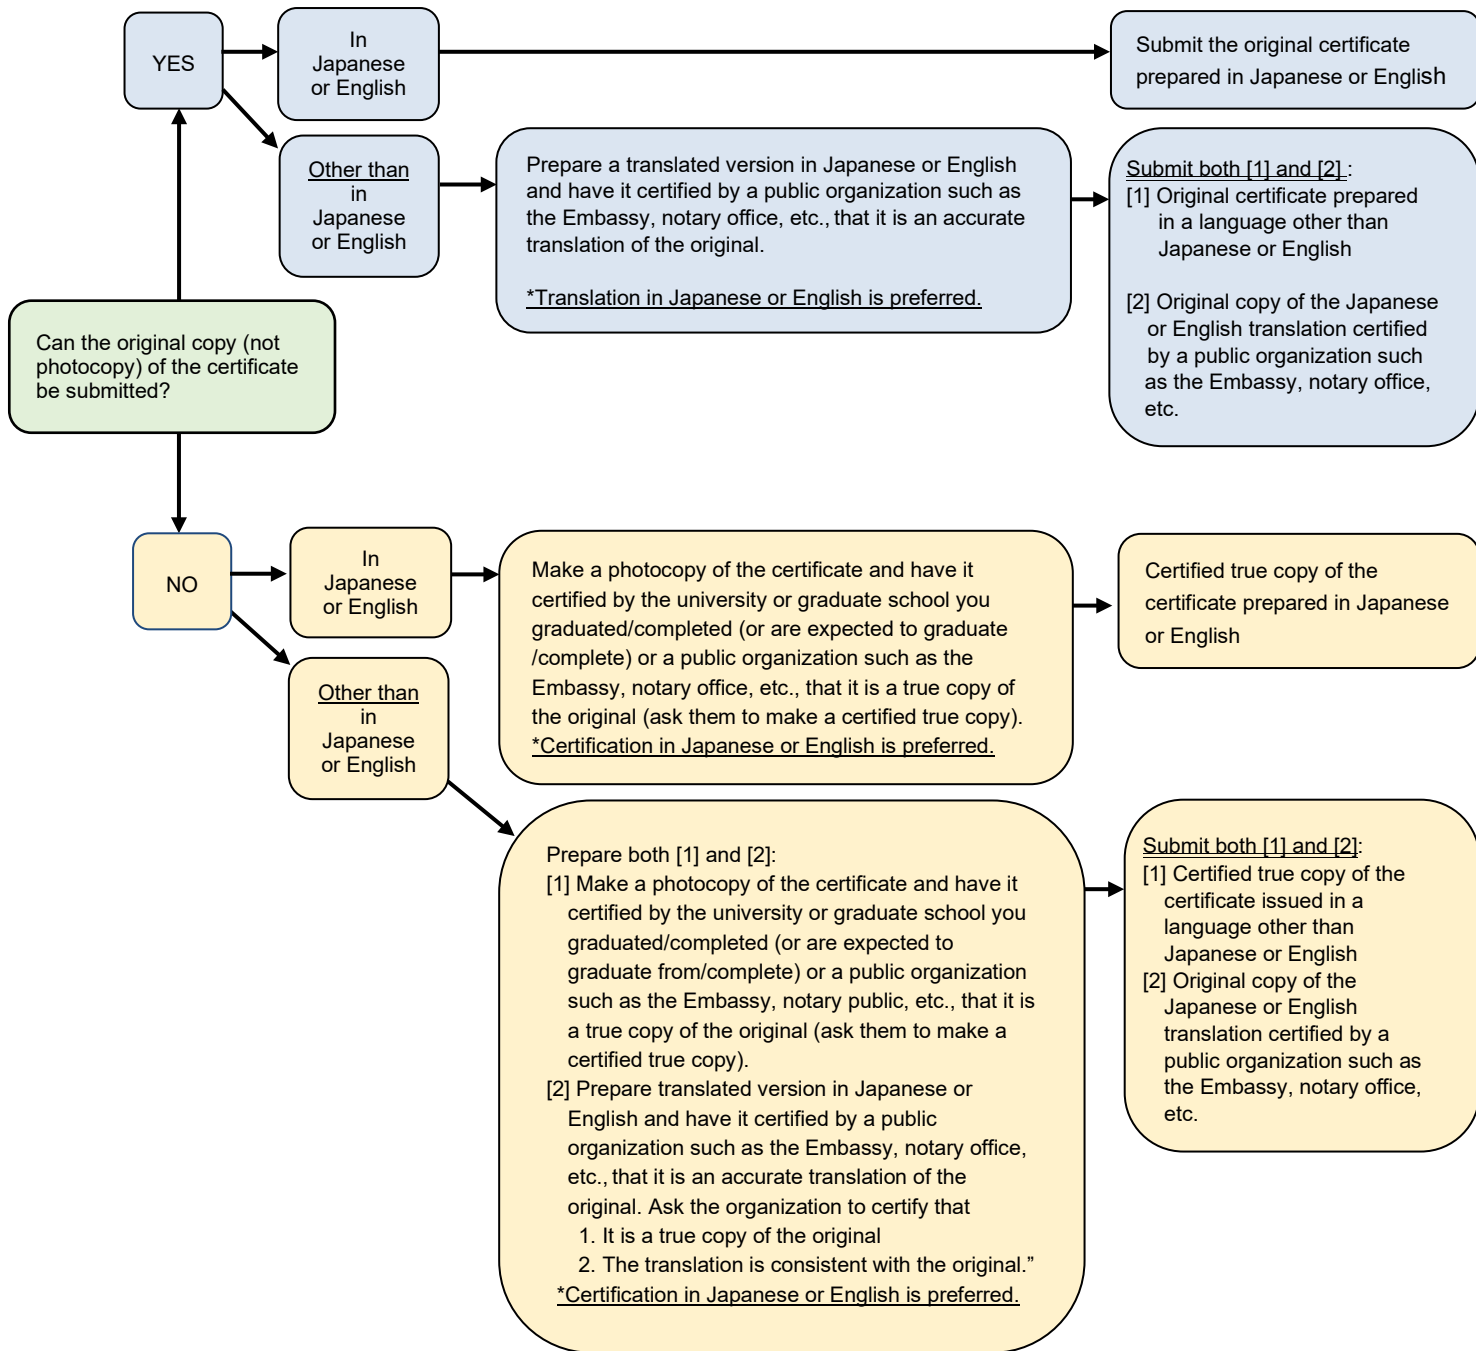 YES
In
Japanese
or English
Submit the original certificate
prepared in Japanese or English
Other than
in
Japanese
or English
Prepare a translated version in Japanese or English
and have it certified by a public organization such as
the Embassy, notary office, etc., that it is an accurate
translation of the original.
*Translation in Japanese or English is preferred.
Submit both [1] and [2] :
[1] Original certificate prepared
in a language other than
Japanese or English
[2] Original copy of the Japanese
or English translation certified
by a public organization such
as the Embassy, notary office,
etc.
Can the original copy (not
photocopy) of the certificate
be submitted?
NO
In
Japanese
or English
Make a photocopy of the certificate and have it
certified by the university or graduate school you
graduated/completed (or are expected to graduate
/complete) or a public organization such as the
Embassy, notary office, etc., that it is a true copy of
the original (ask them to make a certified true copy).
*Certification in Japanese or English is preferred.
Certified true copy of the
certificate prepared in Japanese
or English
Other than
in
Japanese
or English
Prepare both [1] and [2]:
[1] Make a photocopy of the certificate and have it
certified by the university or graduate school you
graduated/completed (or are expected to
graduate from/complete) or a public organization
such as the Embassy, notary public, etc., that it is
a true copy of the original (ask them to make a
certified true copy).
[2] Prepare translated version in Japanese or
English and have it certified by a public
organization such as the Embassy, notary office,
etc., that it is an accurate translation of the
original. Ask the organization to certify that
1. It is a true copy of the original
2. The translation is consistent with the original.”
*Certification in Japanese or English is preferred.
Submit both [1] and [2]:
[1] Certified true copy of the
certificate issued in a
language other than
Japanese or English
[2] Original copy of the
Japanese or English
translation certified by a
public organization such as
the Embassy, notary office,
etc.